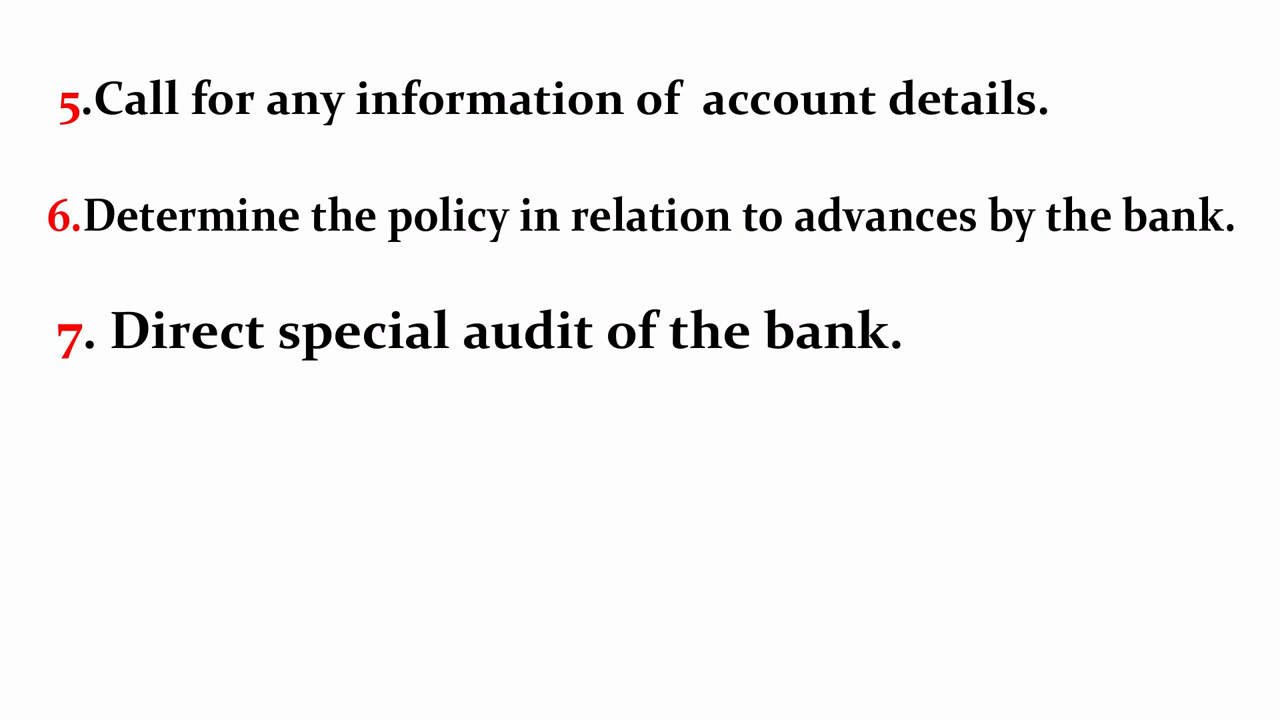 5.Call for any information of  account details.
6.Determine the policy in relation to advances by the bank.
7. Direct special audit of the bank.